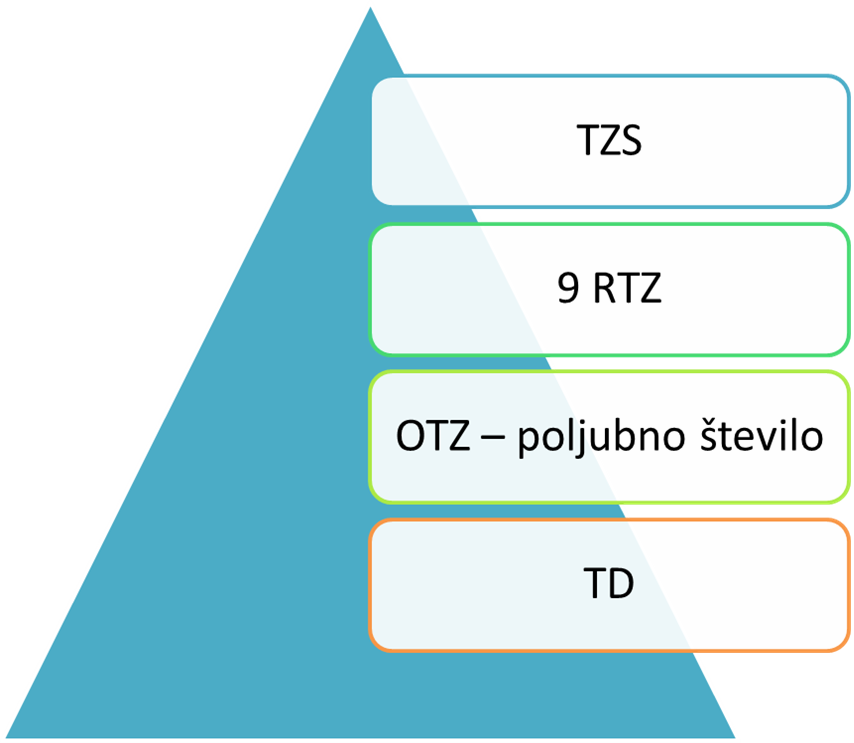 TZS
9 RTZ
OTZ – poljubno število
TD